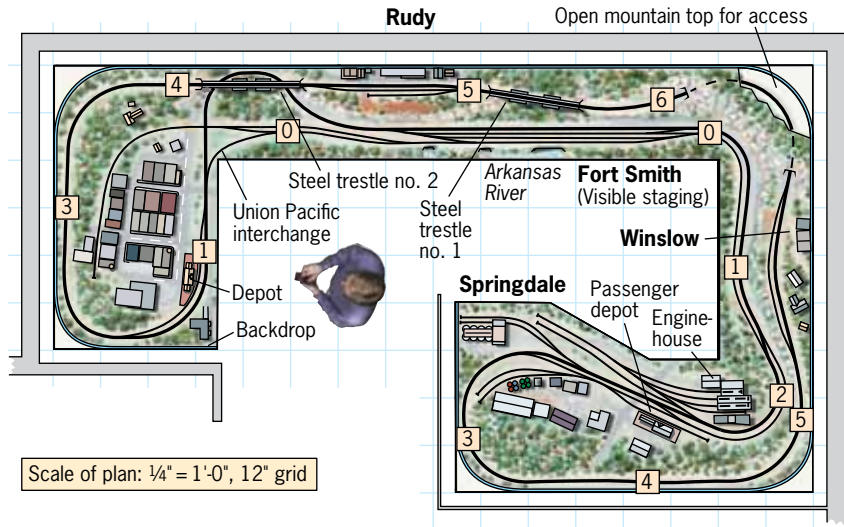 Rudy
Open mountain top for access
4
5
6
0
0
Steel trestle no. 2
Arkansas
River
Fort Smith
(Visible staging)
3
Union Pacific
interchange
Steel
trestle
no. 1
Winslow
1
1
Springdale
Passenger
depot
Depot
Engine-
house
Backdrop
2
5
3
4
Scale of plan: ¼" = 1'-0", 12" grid